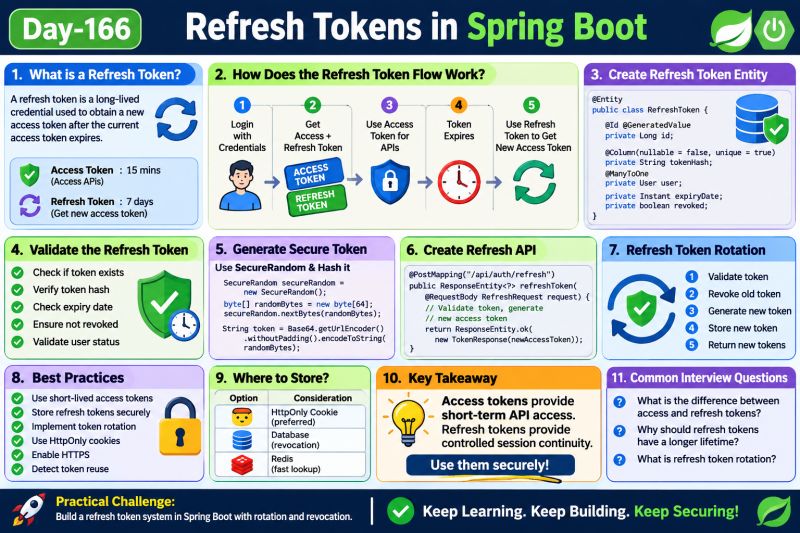 Day-166
Refresh Tokens in Spring Boot
1. What is a Refresh Token?
A refresh token is a long-lived
credential used to obtain a new
access token after the current
access token expires.
Access Token : 15 mins
(Access APIs)
Refresh Token : 7 days
(Get new access token)
2. How Does the Refresh Token Flow Work?
1
Login
with
Credentials
2
Get
Access +
Refresh Token
ACCESS
TOKEN
REFRESH
TOKEN
3
Use Access
Token for
APIs
4
Token
Expires
5
Use Refresh
Token to Get
New Access Token
3. Create Refresh Token Entity
@Entity
public class RefreshToken {
@Id @GeneratedValue
private Long id;
@Column(nullable = false, unique = true)
private String tokenHash;
@ManyToOne
private User user;
private Instant expiryDate;
private boolean revoked;
}
4. Validate the Refresh Token
Check if token exists
Verify token hash
Check expiry date
Ensure not revoked
Validate user status
5. Generate Secure Token
Use SecureRandom & Hash it
SecureRandom secureRandom =
new SecureRandom();
byte[] randomBytes = new byte[64];
secureRandom.nextBytes(randomBytes);
String token = Base64.getUrlEncoder()
.withoutPadding().encodeToString(
randomBytes);
6. Create Refresh API
@PostMapping("/api/auth/refresh")
public ResponseEntity<?> refreshToken(
@RequestBody RefreshRequest request) {
// Validate token, generate
// new access token
return ResponseEntity.ok(
new TokenResponse(newAccessToken));
}
7. Refresh Token Rotation
1 Validate token
2 Revoke old token
3 Generate new token
4 Store new token
5 Return new tokens
8. Best Practices
Use short-lived access tokens
Store refresh tokens securely
Implement token rotation
Use HttpOnly cookies
Enable HTTPS
Detect token reuse
9. Where to Store?
Option Consideration
HttpOnly Cookie
(preferred)
Database
(revocation)
Redis
(fast lookup)
10. Key Takeaway
Access tokens provide
short-term API access.
Refresh tokens provide
controlled session continuity.
Use them securely!
11. Common Interview Questions
? What is the difference between
access and refresh tokens?
? Why should refresh tokens
have a longer lifetime?
? What is refresh token rotation?
Practical Challenge:
Build a refresh token system in Spring Boot with rotation and revocation.
Keep Learning. Keep Building. Keep Securing!